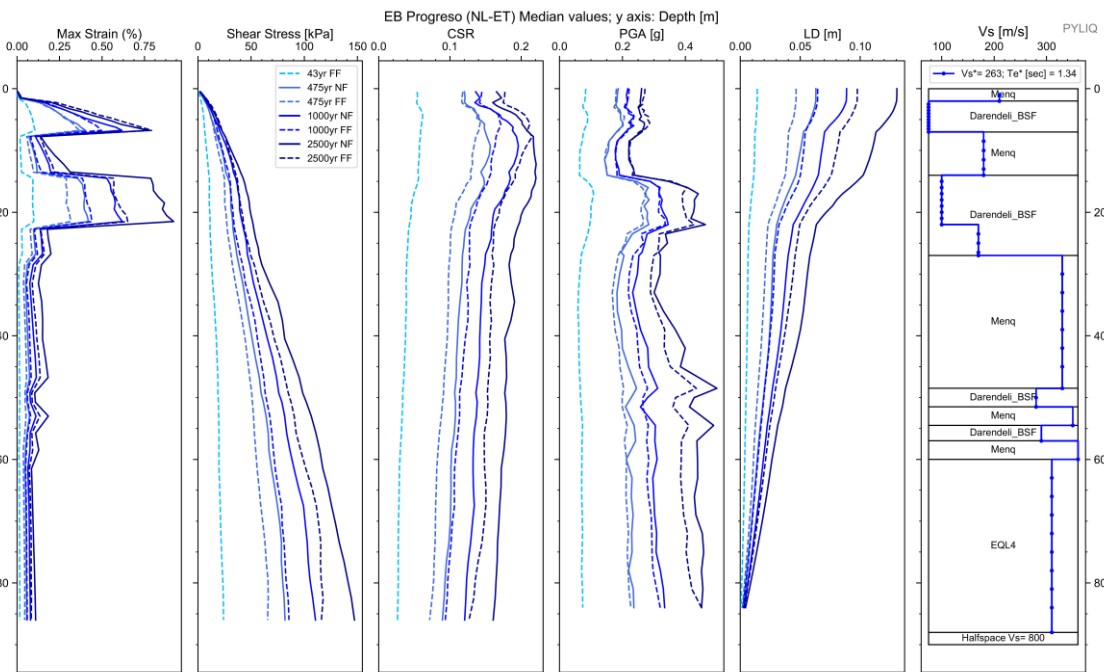 EB Progreso (NL-ET) Median values; y axis: Depth [m]
Max Strain (%)
0.00 0.25 0.50 0.75
Shear Stress [kPa]
0 50 100 150
CSR
0.0 0.1 0.2
PGA [g]
0.0 0.2 0.4
LD [m]
0.00 0.05 0.10
Vs [m/s]
100 200 300
PYLIQ
0
20
40
60
80
43yr FF
475yr NF
475yr FF
1000yr NF
1000yr FF
2500yr NF
2500yr FF
Vs*= 263; Te* [sec] = 1.34
Menq
Darendeli_BSF
Menq
Darendeli_BSF
Menq
Darendeli_BSF
Menq
Darendeli_BSF
Menq
EQL4
Halfspace Vs= 800
0
20
40
60
80